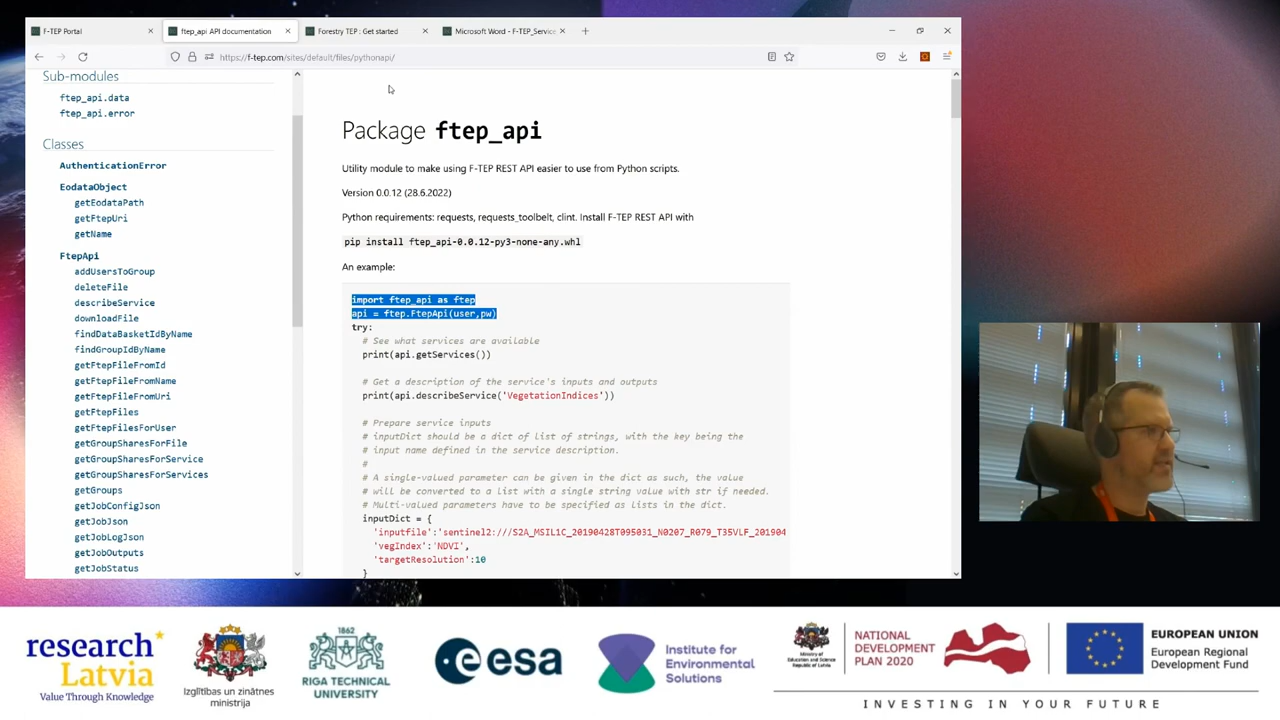 F-TEP Portal
ftep_api API documentation
Forestry TEP : Get started
Microsoft Word - F-TEP_Service
https://f-tep.com/sites/default/files/pythonapi/
Sub-modules
ftep_api.data
ftep_api.error
Classes
AuthenticationError
EodataObject
getEodataPath
getFtepUri
getName
FtepApi
addUsersToGroup
deleteFile
describeService
downloadFile
findDataBasketIdByName
findGroupIdByName
getFtepFileFromId
getFtepFileFromName
getFtepFileFromUri
getFtepFiles
getFtepFilesForUser
getGroupSharesForFile
getGroupSharesForService
getGroupSharesForServices
getGroups
getJobConfigJson
getJobJson
getJobLogJson
getJobOutputs
getJobStatus
Package ftep_api
Utility module to make using F-TEP REST API easier to use from Python scripts.
Version 0.0.12 (28.6.2022)
Python requirements: requests, requests_toolbelt, clint. Install F-TEP REST API with
pip install ftep_api-0.0.12-py3-none-any.whl
An example:
import ftep_api as ftep
api = ftep.FtepApi(user,pw)
try:
# See what services are available
print(api.getServices())
# Get a description of the service's inputs and outputs
print(api.describeService('VegetationIndices'))
# Prepare service inputs
# inputDict should be a dict of list of strings, with the key being the
# input name defined in the service description.
#
# A single-valued parameter can be given in the dict as such, the value
# will be converted to a list with a single string value with str if needed.
# Multi-valued parameters have to be specified as lists in the dict.
inputDict = {
'inputfile':'sentinel2:///S2A_MSIL1C_20190428T095031_N0207_R079_T35VLF_201904
'vegIndex':'NDVI',
'targetResolution':10
}
research
Latvia
Value Through Knowledge
Izglītības un zinātnes
ministrija
1862
RIGA TECHNICAL
UNIVERSITY
esa
Institute for
Environmental
Solutions
Ministry of
Education and Science
Republic of Latvia
NATIONAL
DEVELOPMENT
PLAN 2020
EUROPEAN UNION
European Regional
Development Fund
INVESTING IN YOUR FUTURE